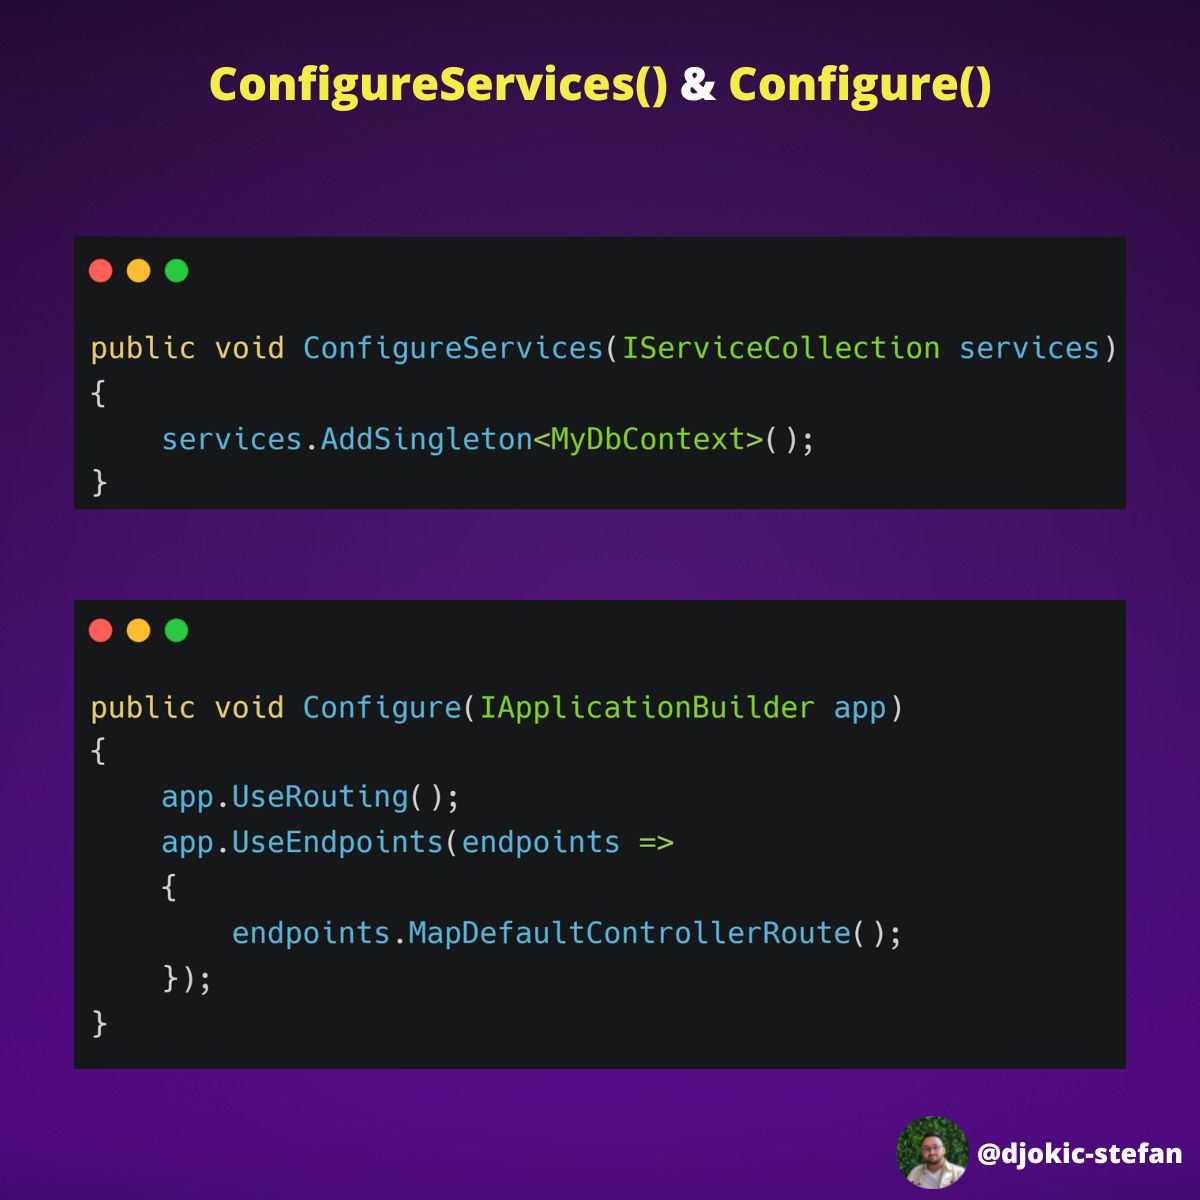 ConfigureServices() & Configure()
public void ConfigureServices(IServiceCollection services)
{
    services.AddSingleton<MyDbContext>();
}
public void Configure(IApplicationBuilder app)
{
    app.UseRouting();
    app.UseEndpoints(endpoints =>
    {
        endpoints.MapDefaultControllerRoute();
    });
}
@djokic-stefan